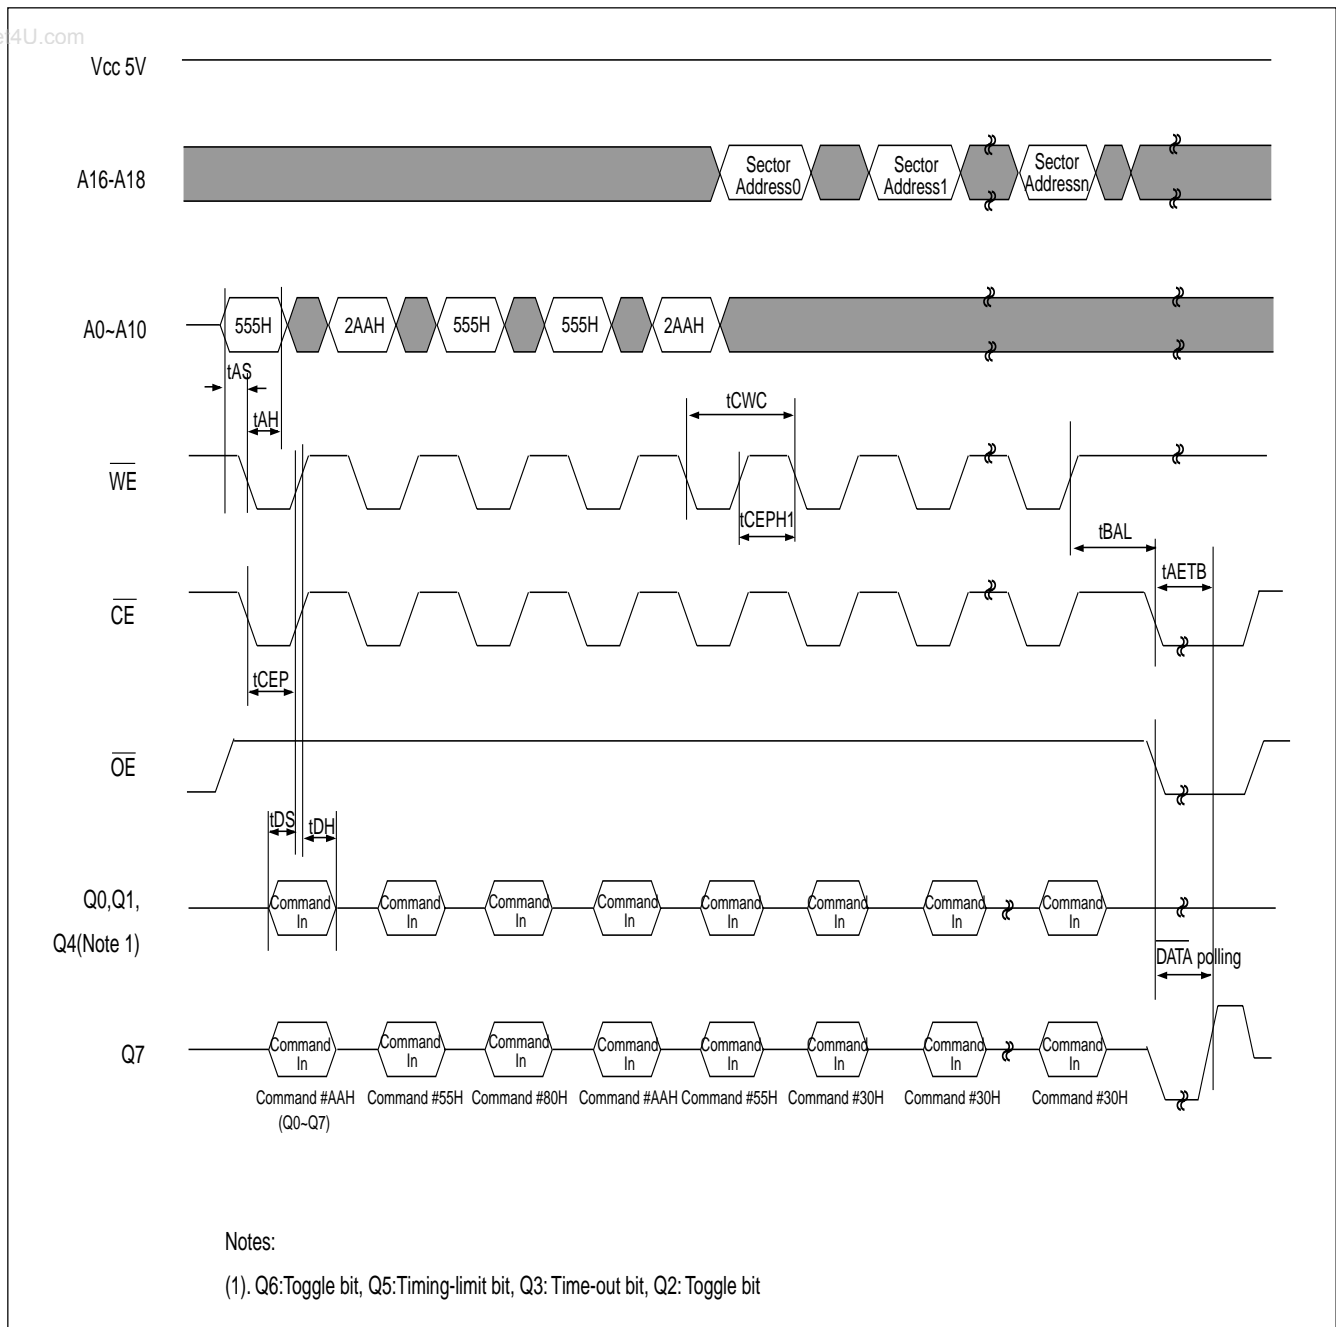 et4U.com
Vcc 5V
A16-A18
Sector
Address0
Sector
Address1
Sector
Addressn
A0~A10
555H
2AAH
555H
555H
2AAH
tAS
tAH
tCWC
WE
tCEPH1
tBAL
tAETB
CE
tCEP
OE
tDS
tDH
Q0,Q1,
Q4(Note 1)
Command
In
Command
In
Command
In
Command
In
Command
In
Command
In
Command
In
Command
In
DATA polling
Q7
Command
In
Command
In
Command
In
Command
In
Command
In
Command
In
Command
In
Command
In
Command #AAH
(Q0~Q7)
Command #55H
Command #80H
Command #AAH
Command #55H
Command #30H
Command #30H
Command #30H
Notes:
(1). Q6:Toggle bit, Q5:Timing-limit bit, Q3: Time-out bit, Q2: Toggle bit